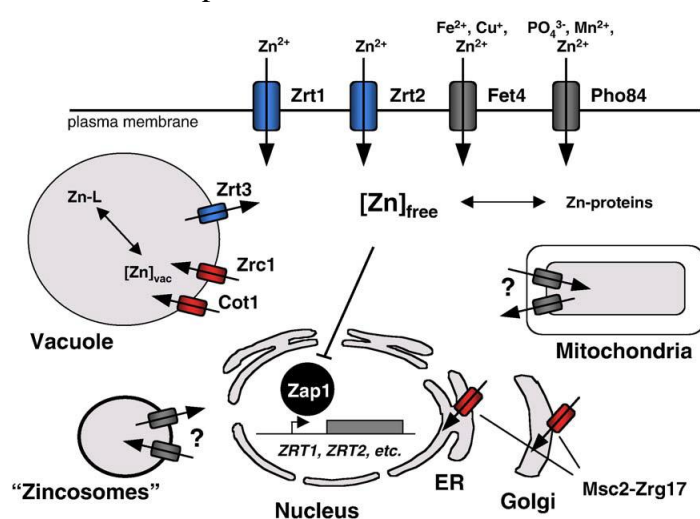 Fe²⁺, Cu⁺,
PO₄³⁻, Mn²⁺,
Zn²⁺
Zn²⁺
Zn²⁺
Zn²⁺
Zrt1
Zrt2
Fet4
Pho84
plasma membrane
Zrt3
Zn-L
[Zn]free
Zn-proteins
[Zn]vac
Zrc1
Cot1
?
Vacuole
Mitochondria
Zap1
?
ZRT1, ZRT2, etc.
ER
Golgi
Msc2-Zrg17
“Zincosomes”
Nucleus